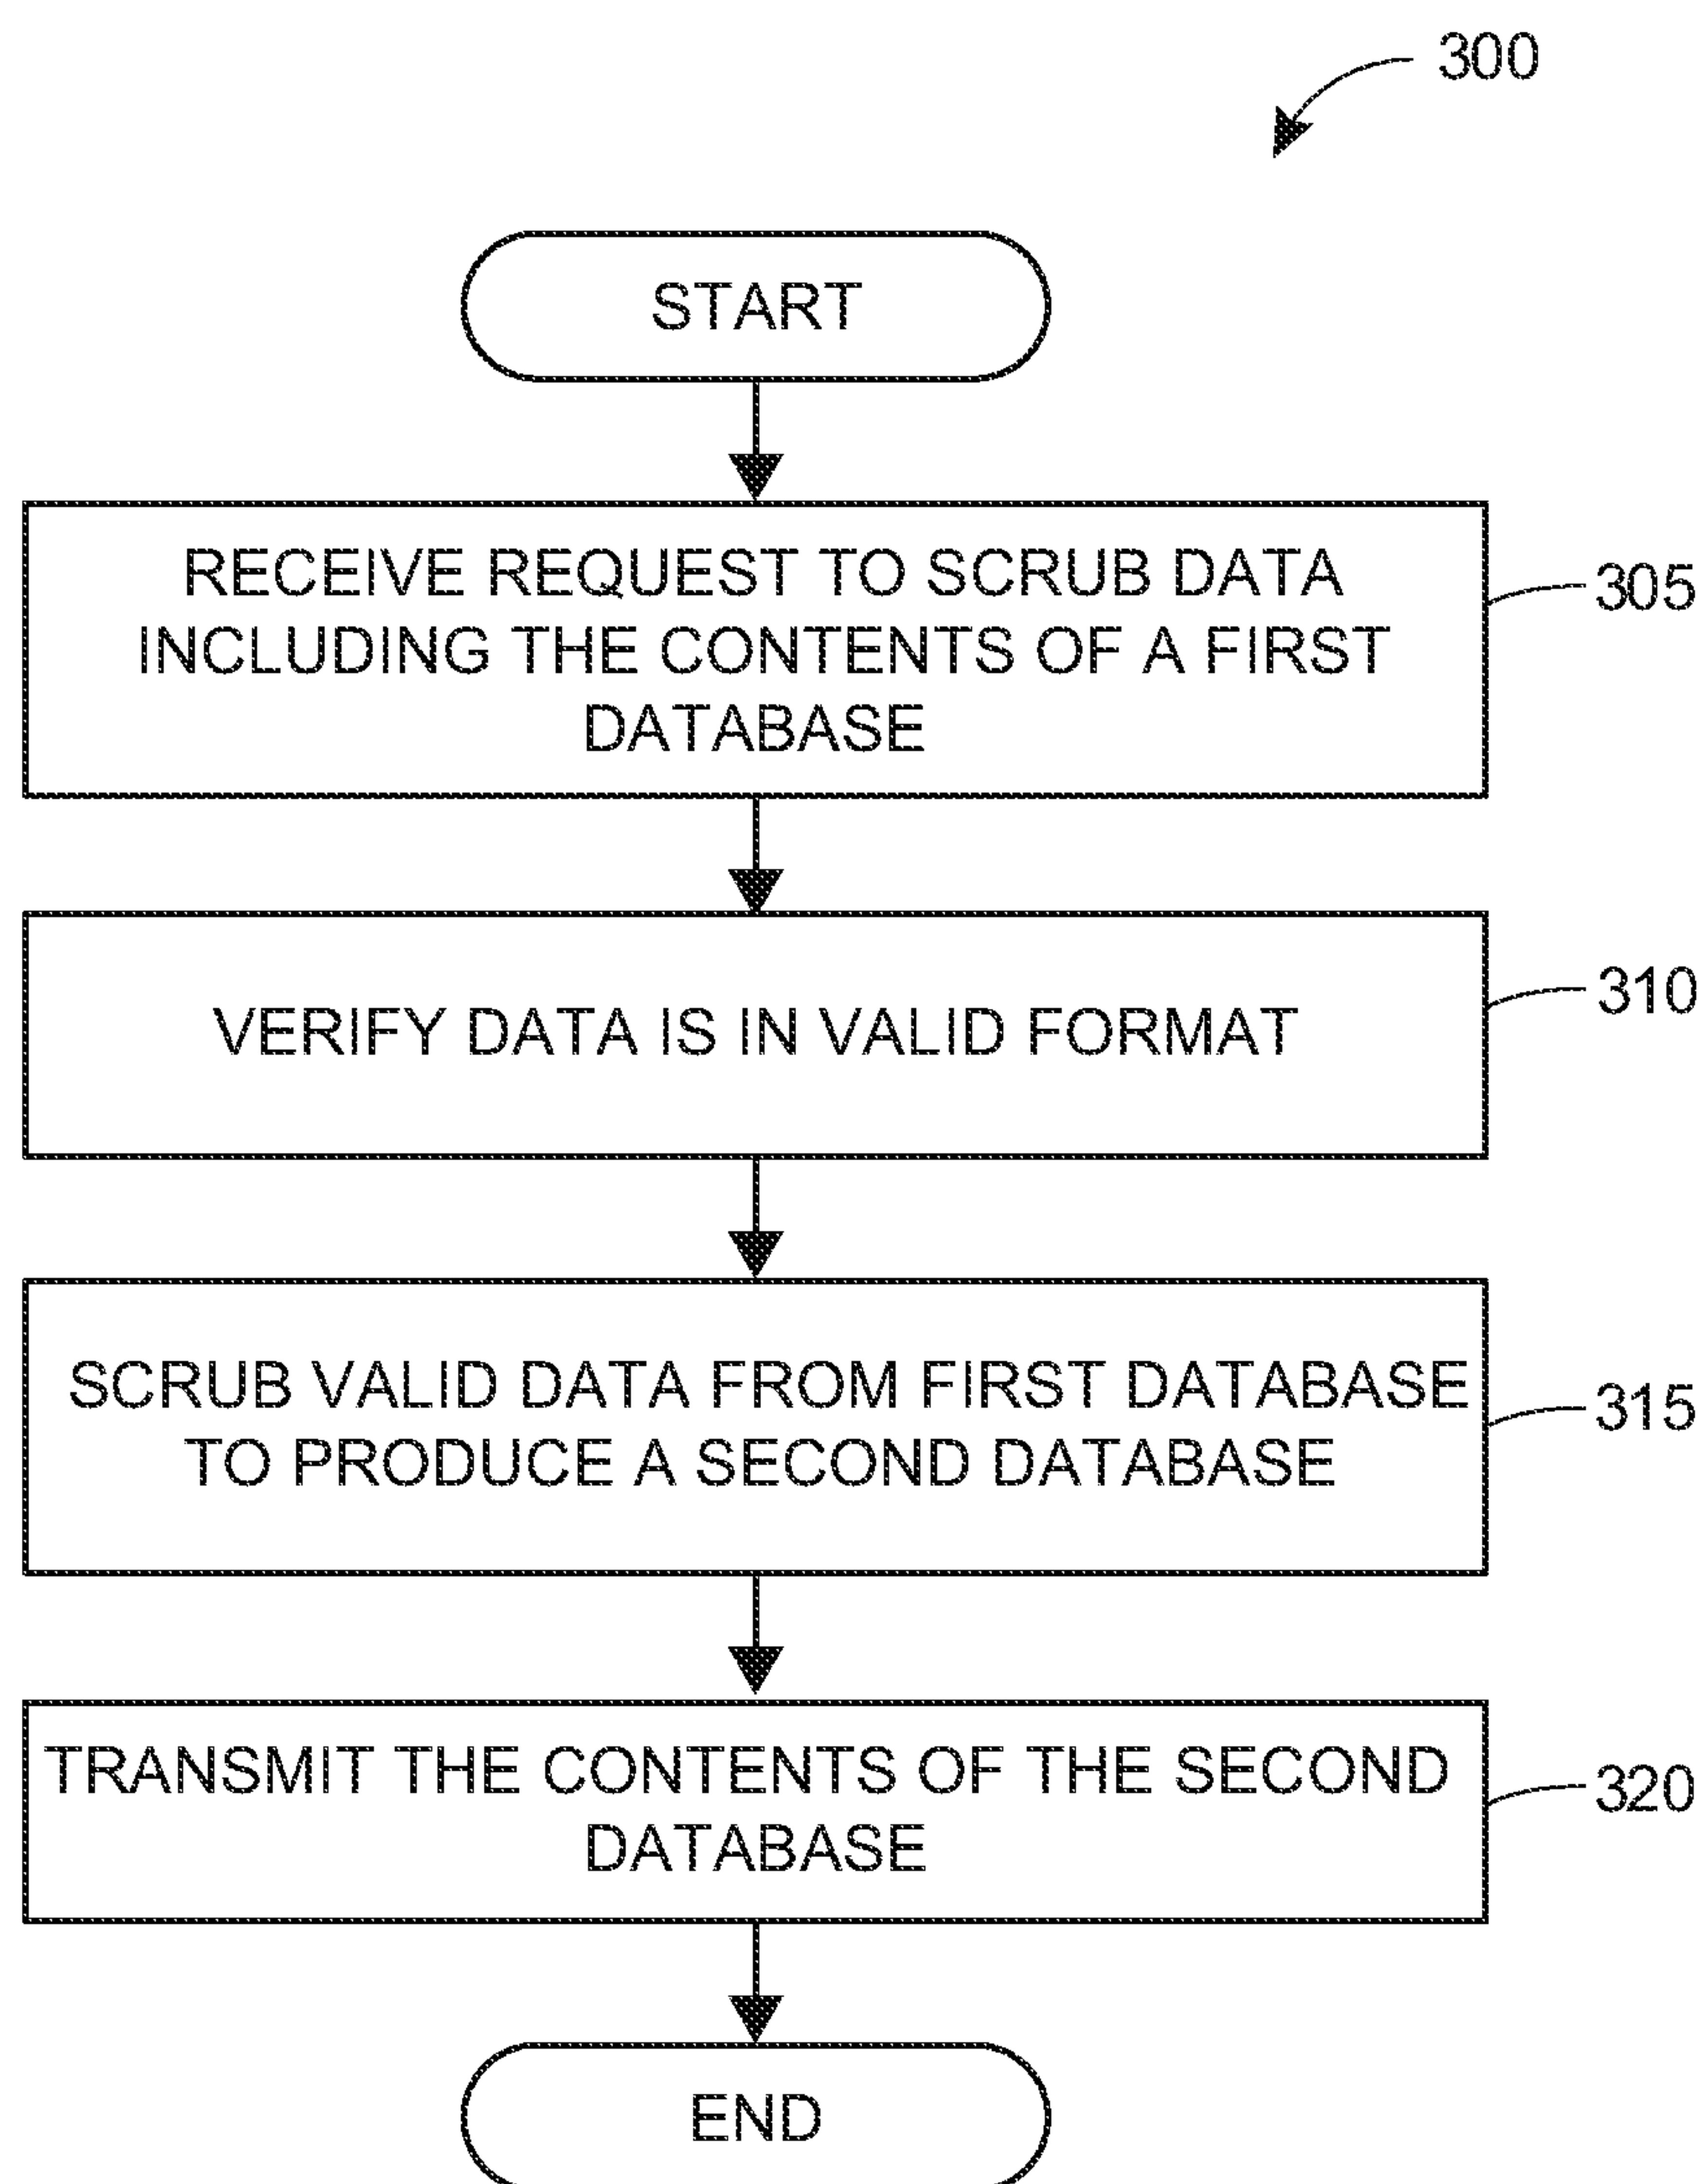 300
START
RECEIVE REQUEST TO SCRUB DATA
INCLUDING THE CONTENTS OF A FIRST
DATABASE
305
VERIFY DATA IS IN VALID FORMAT
310
SCRUB VALID DATA FROM FIRST DATABASE
TO PRODUCE A SECOND DATABASE
315
TRANSMIT THE CONTENTS OF THE SECOND
DATABASE
320
END